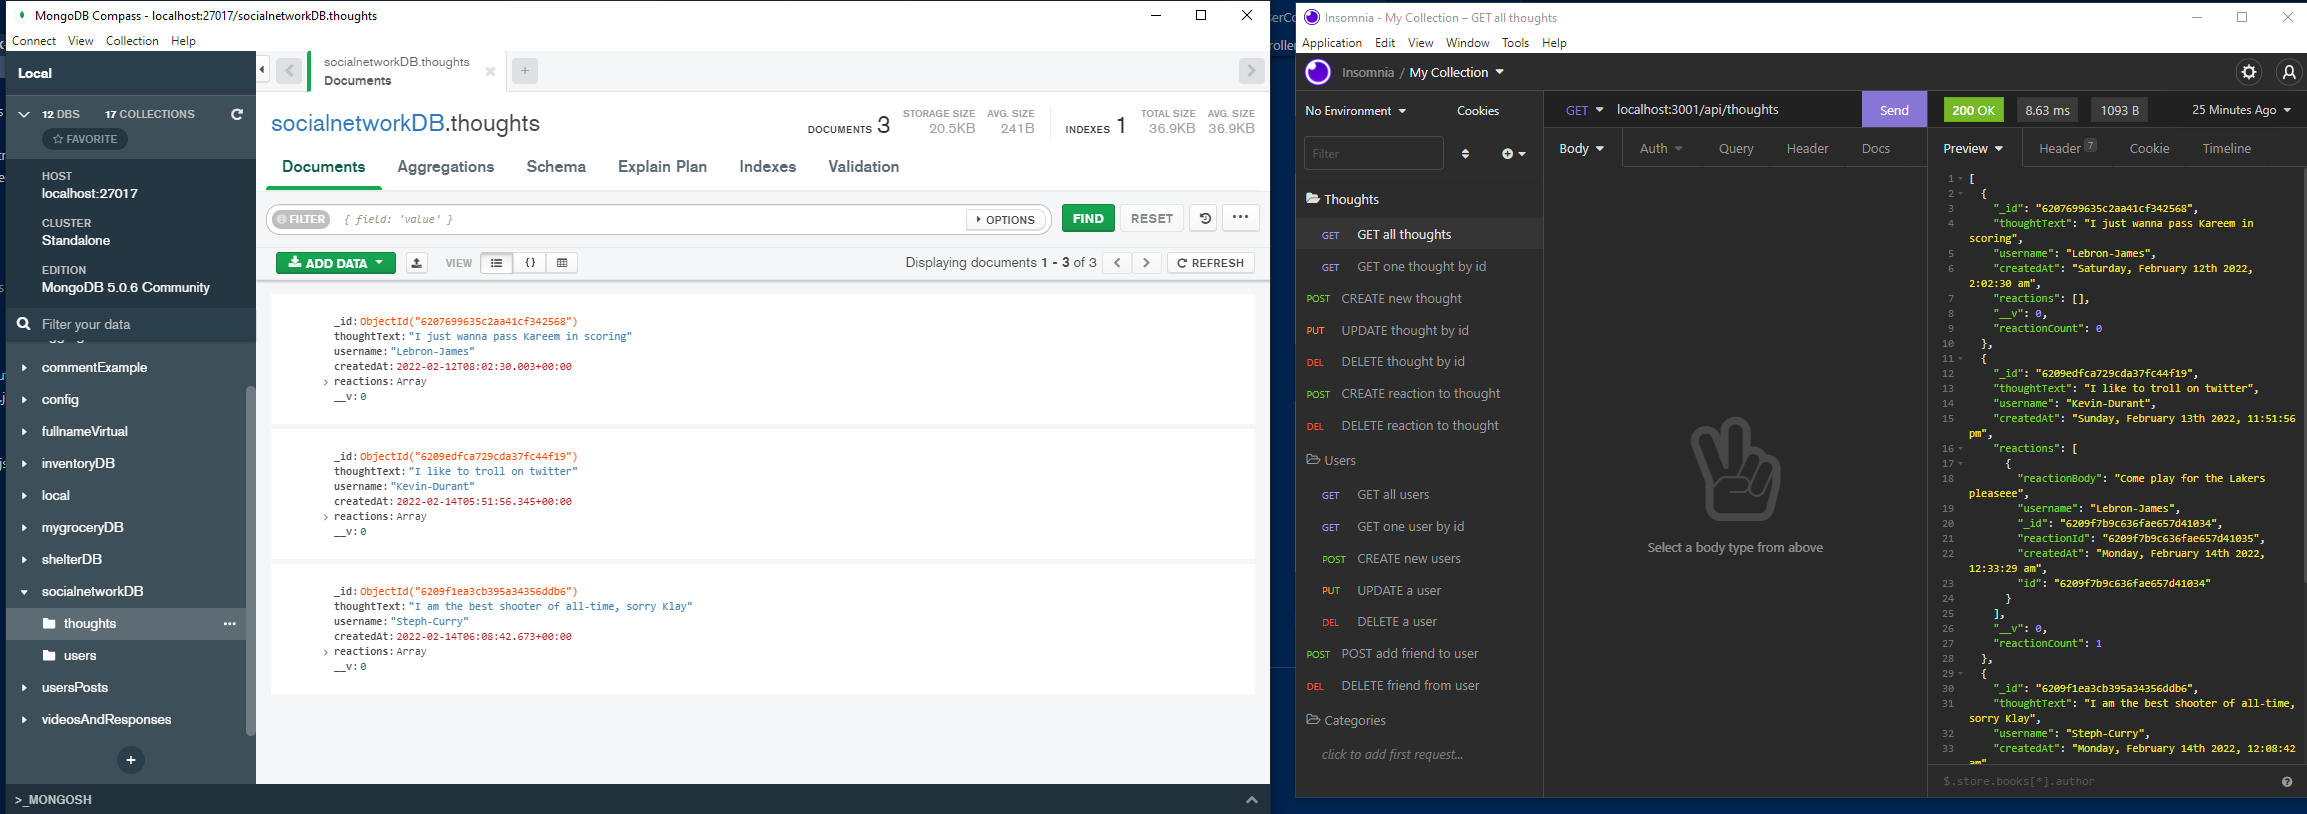 MongoDB Compass - localhost:27017/socialnetworkDB.thoughts
Connect View Collection Help
Local
12 DBS 17 COLLECTIONS
FAVORITE
HOST
localhost:27017
CLUSTER
Standalone
EDITION
MongoDB 5.0.6 Community
Filter your data
commentExample
config
fullnameVirtual
inventoryDB
local
mygroceryDB
shelterDB
socialnetworkDB
thoughts
users
usersPosts
videosAndResponses
>_MONGOSH
socialnetworkDB.thoughts
Documents
socialnetworkDB.thoughts
DOCUMENTS 3
STORAGE SIZE 20.5KB
AVG. SIZE 241B
INDEXES 1
TOTAL SIZE 36.9KB
AVG. SIZE 36.9KB
Documents Aggregations Schema Explain Plan Indexes Validation
FILTER { field: 'value' } OPTIONS FIND RESET
ADD DATA VIEW { } Displaying documents 1 - 3 of 3 REFRESH
_id: ObjectId("6207699635c2aa41cf342568")
thoughtText: "I just wanna pass Kareem in scoring"
username: "Lebron-James"
createdAt: 2022-02-12T08:02:30.003+00:00
reactions: Array
__v: 0
_id: ObjectId("6209edfca729cda37fc44f19")
thoughtText: "I like to troll on twitter"
username: "Kevin-Durant"
createdAt: 2022-02-14T05:51:56.345+00:00
reactions: Array
__v: 0
_id: ObjectId("6209f1ea3cb395a34356ddb6")
thoughtText: "I am the best shooter of all-time, sorry Klay"
username: "Steph-Curry"
createdAt: 2022-02-14T06:08:42.673+00:00
reactions: Array
__v: 0
Insomnia - My Collection – GET all thoughts
Application Edit View Window Tools Help
Insomnia / My Collection
No Environment Cookies
Filter
Thoughts
GET GET all thoughts
GET GET one thought by id
POST CREATE new thought
PUT UPDATE thought by id
DEL DELETE thought by id
POST CREATE reaction to thought
DEL DELETE reaction to thought
Users
GET GET all users
GET GET one user by id
POST CREATE new users
PUT UPDATE a user
DEL DELETE a user
POST POST add friend to user
DEL DELETE friend from user
Categories
click to add first request...
GET localhost:3001/api/thoughts Send
Body Auth Query Header Docs
Select a body type from above
200 OK 8.63 ms 1093 B 25 Minutes Ago
Preview Header 7 Cookie Timeline
1 [
2 {
3 "_id": "6207699635c2aa41cf342568",
4 "thoughtText": "I just wanna pass Kareem in
scoring",
5 "username": "Lebron-James",
6 "createdAt": "Saturday, February 12th 2022,
2:02:30 am",
7 "reactions": [],
8 "__v": 0,
9 "reactionCount": 0
10 },
11 {
12 "_id": "6209edfca729cda37fc44f19",
13 "thoughtText": "I like to troll on twitter",
14 "username": "Kevin-Durant",
15 "createdAt": "Sunday, February 13th 2022, 11:51:56
pm",
16 "reactions": [
17 {
18 "reactionBody": "Come play for the Lakers
pleaseee",
19 "username": "Lebron-James",
20 "_id": "6209f7b9c636fae657d41034",
21 "reactionId": "6209f7b9c636fae657d41035",
22 "createdAt": "Monday, February 14th 2022,
12:33:29 am",
23 "id": "6209f7b9c636fae657d41034"
24 }
25 ],
26 "__v": 0,
27 "reactionCount": 1
28 },
29 {
30 "_id": "6209f1ea3cb395a34356ddb6",
31 "thoughtText": "I am the best shooter of all-time,
sorry Klay",
32 "username": "Steph-Curry",
33 "createdAt": "Monday, February 14th 2022, 12:08:42
am"
$.store.books[*].author